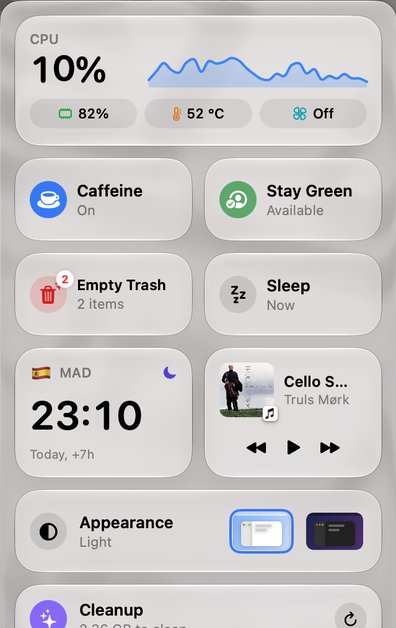 CPU
10%
82%
52 °C
Off
Caffeine
On
Stay Green
Available
2
Empty Trash
2 items
Sleep
Now
MAD
23:10
Today, +7h
Cello S...
Truls Mørk
Appearance
Light
Cleanup